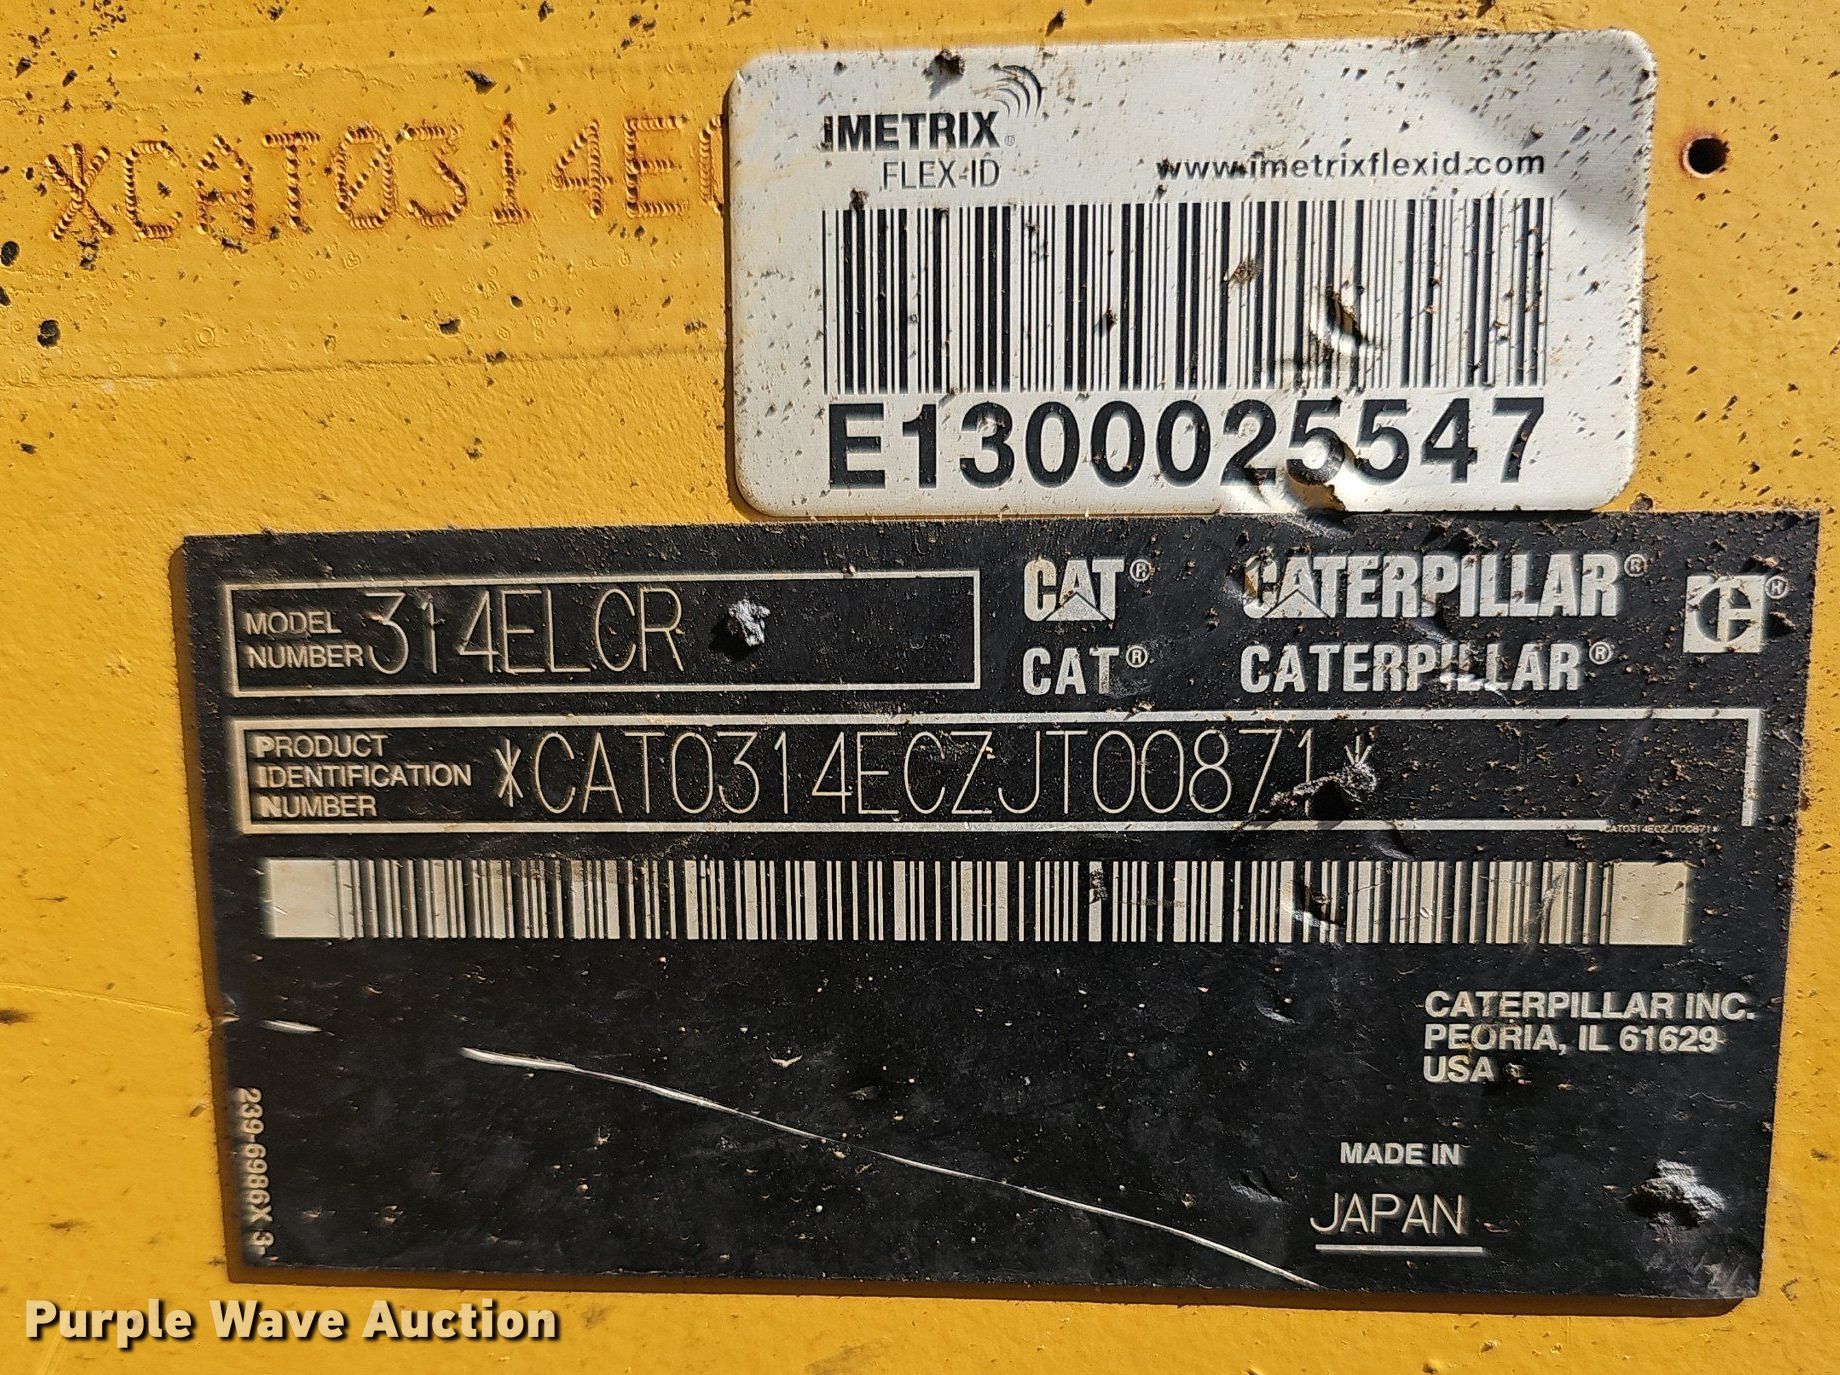 *CAT0314EC
IMETRIX®
FLEX-ID
www.imetrixflexid.com
E1300025547
MODEL NUMBER 314ELCR
CAT® CATERPILLAR®
CAT® CATERPILLAR®
PRODUCT IDENTIFICATION NUMBER *CAT0314ECZJT00871*
*CAT0314ECZJT00871*
CATERPILLAR INC.
PEORIA, IL 61629
USA
MADE IN
JAPAN
239-6986X 3
Purple Wave Auction